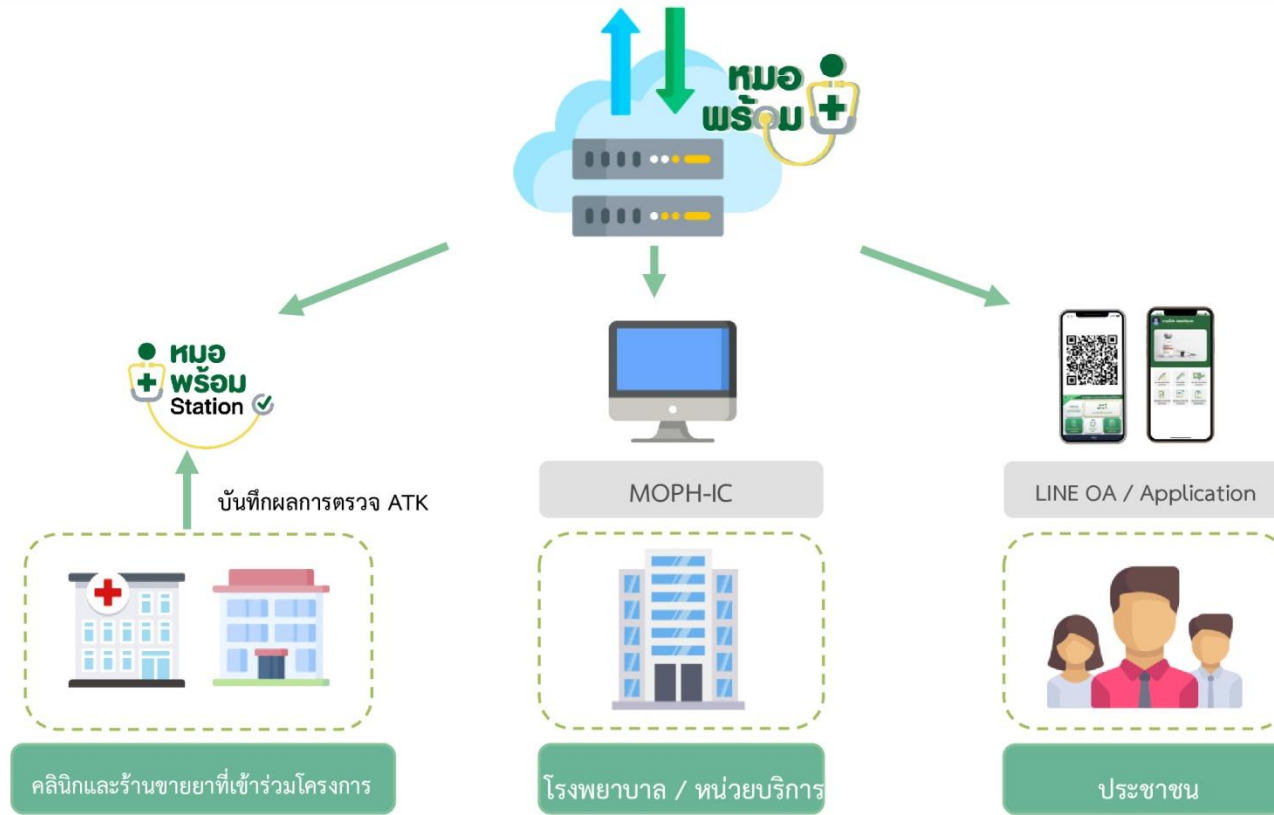 หมอ
พร้อม
หมอ
พร้อม
Station
บันทึกผลการตรวจ ATK
MOPH-IC
LINE OA / Application
คลินิกและร้านขายยาที่เข้าร่วมโครงการ
โรงพยาบาล / หน่วยบริการ
ประชาชน